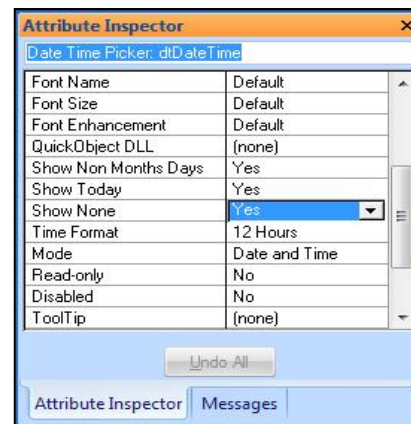 Attribute Inspector ×
Date Time Picker: dtDateTime
Font Name Default
Font Size Default
Font Enhancement Default
QuickObject DLL (none)
Show Non Months Days Yes
Show Today Yes
Show None Yes
Time Format 12 Hours
Mode Date and Time
Read-only No
Disabled No
ToolTip (none)
Undo All
Attribute Inspector Messages